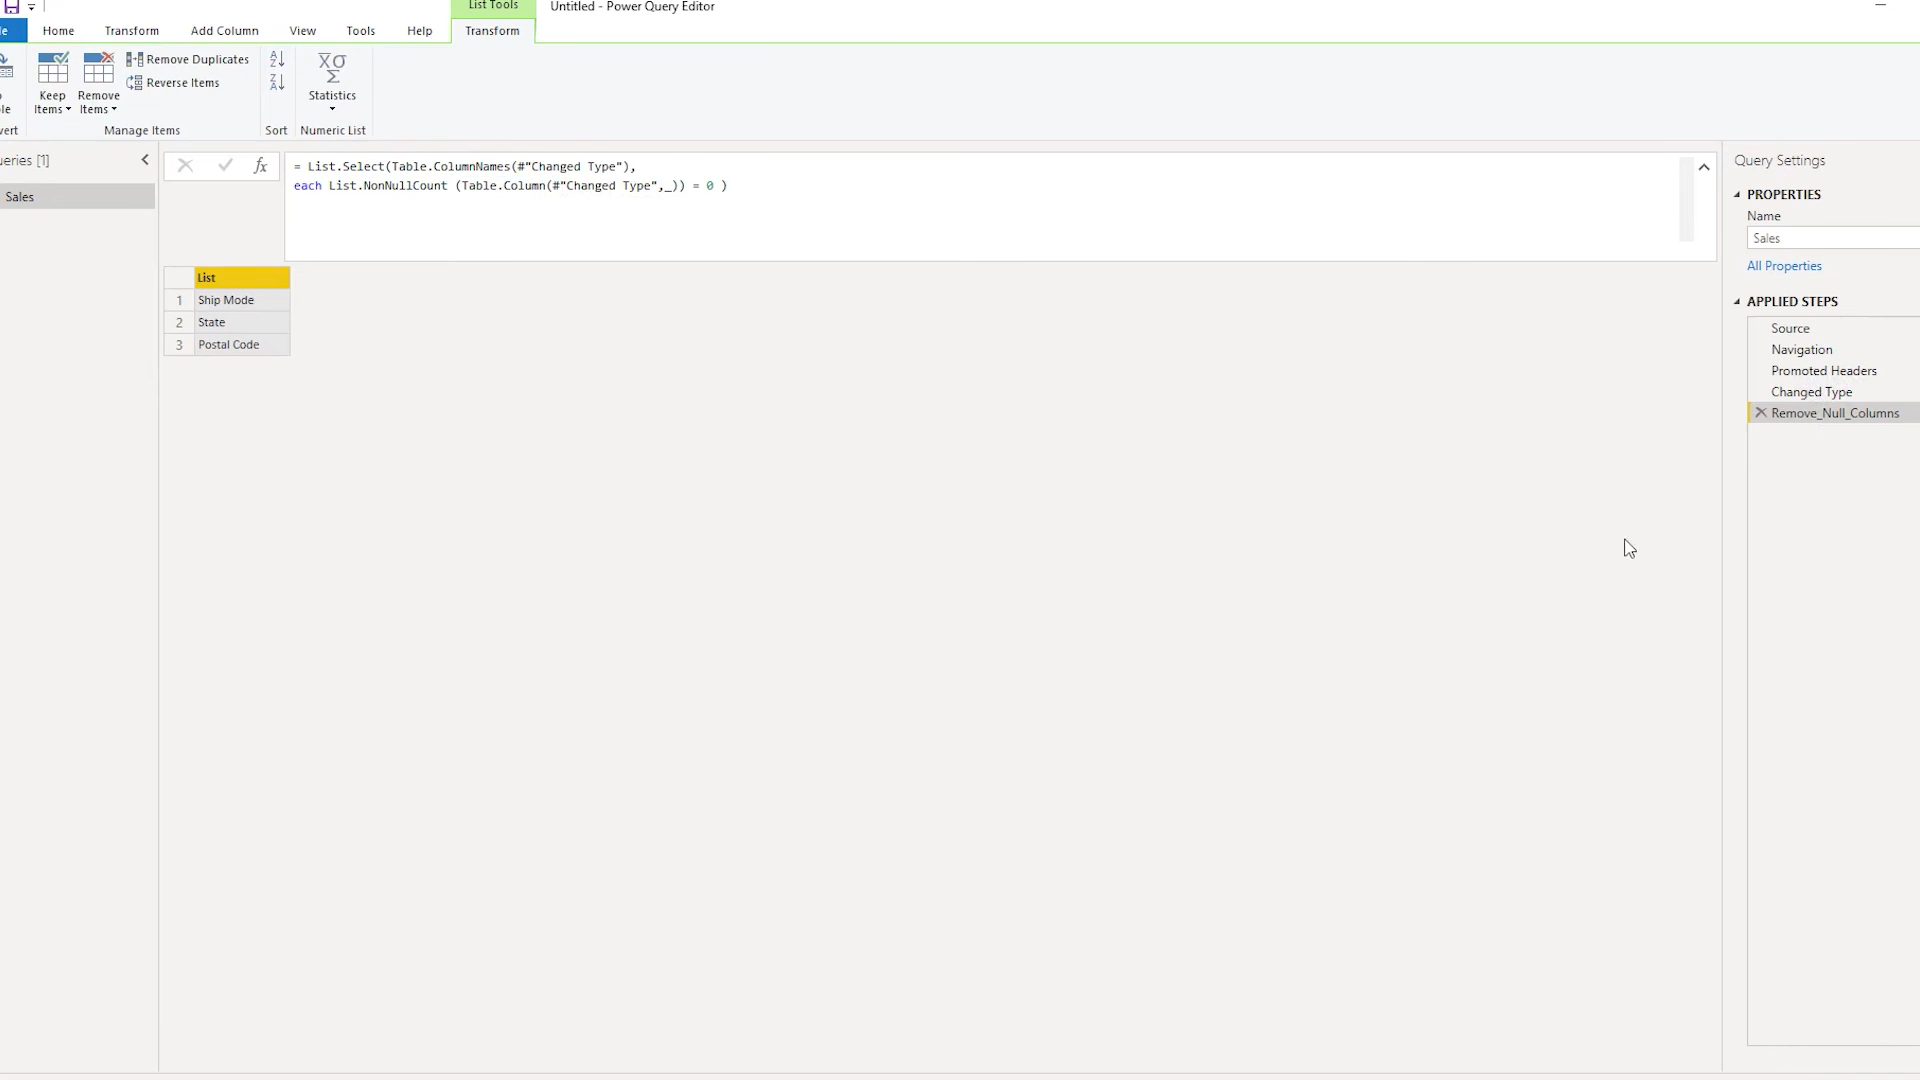 List Tools
Untitled - Power Query Editor
Home
Transform
Add Column
View
Tools
Help
Transform
Keep
Items
Remove
Items
Remove Duplicates
Reverse Items
Manage Items
A
Z
Z
A
Sort
X̄σ
Σ
Statistics
Numeric List
[1]
Sales
fx
= List.Select(Table.ColumnNames(#"Changed Type"),
each List.NonNullCount (Table.Column(#"Changed Type",_)) = 0 )
List
1 Ship Mode
2 State
3 Postal Code
Query Settings
PROPERTIES
Name
Sales
All Properties
APPLIED STEPS
Source
Navigation
Promoted Headers
Changed Type
Remove_Null_Columns